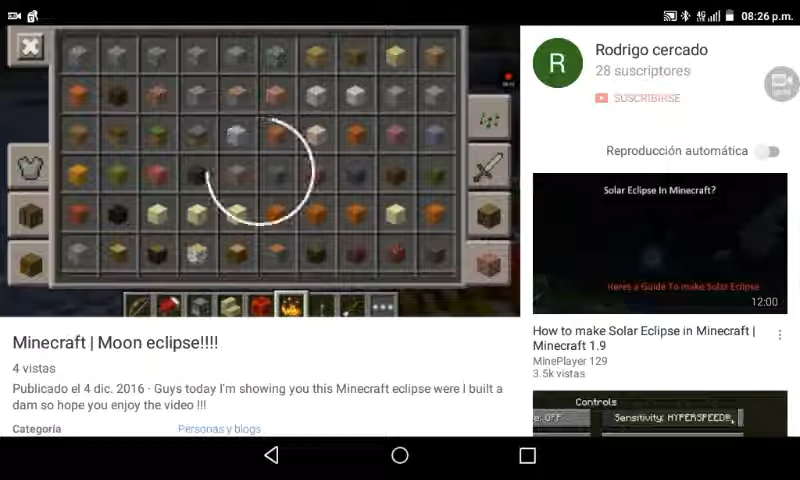 4G
08:26 p.m.
R
Rodrigo cercado
28 suscriptores
SUSCRIBIRSE
Reproducción automática
Solar Eclipse In Minecraft?
Heres a Guide To make Solar Eclipse
12:00
How to make Solar Eclipse in Minecraft |
Minecraft 1.9
MinePlayer 129
3.5k vistas
Controls
e: OFF
Sensitivity: HYPERSPEED!
Minecraft | Moon eclipse!!!!
4 vistas
Publicado el 4 dic. 2016 · Guys today I'm showing you this Minecraft eclipse were I built a
dam so hope you enjoy the video !!!
Categoría
Personas y blogs